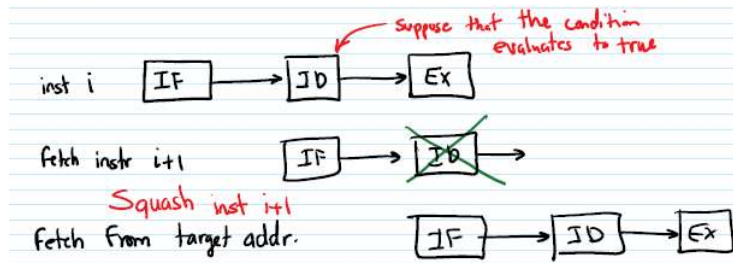 suppose that the condition
evaluates to true
inst i IF ID Ex
fetch instr i+1 IF ID
Squash inst i+1
fetch from target addr. IF ID Ex